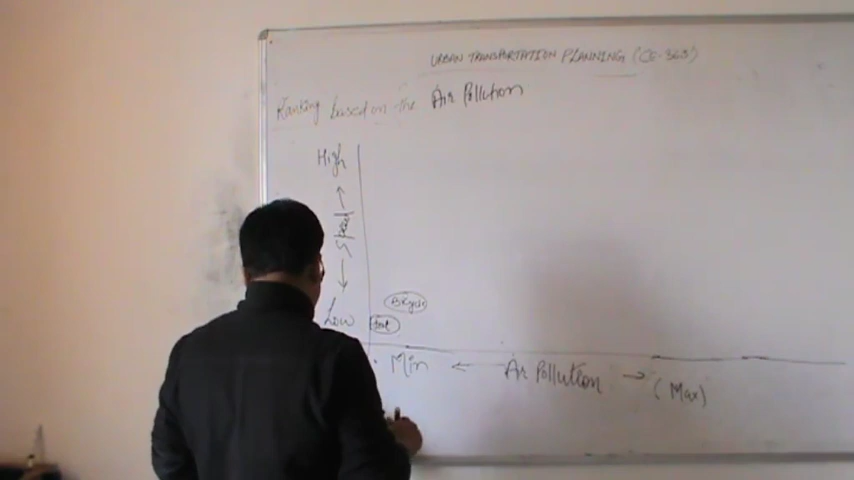 URBAN TRANSPORTATION PLANNING (CE-363)
Ranking based on the Air Pollution
High
Speed
Bicycle
Low
foot
Min ← Air Pollution → (Max)